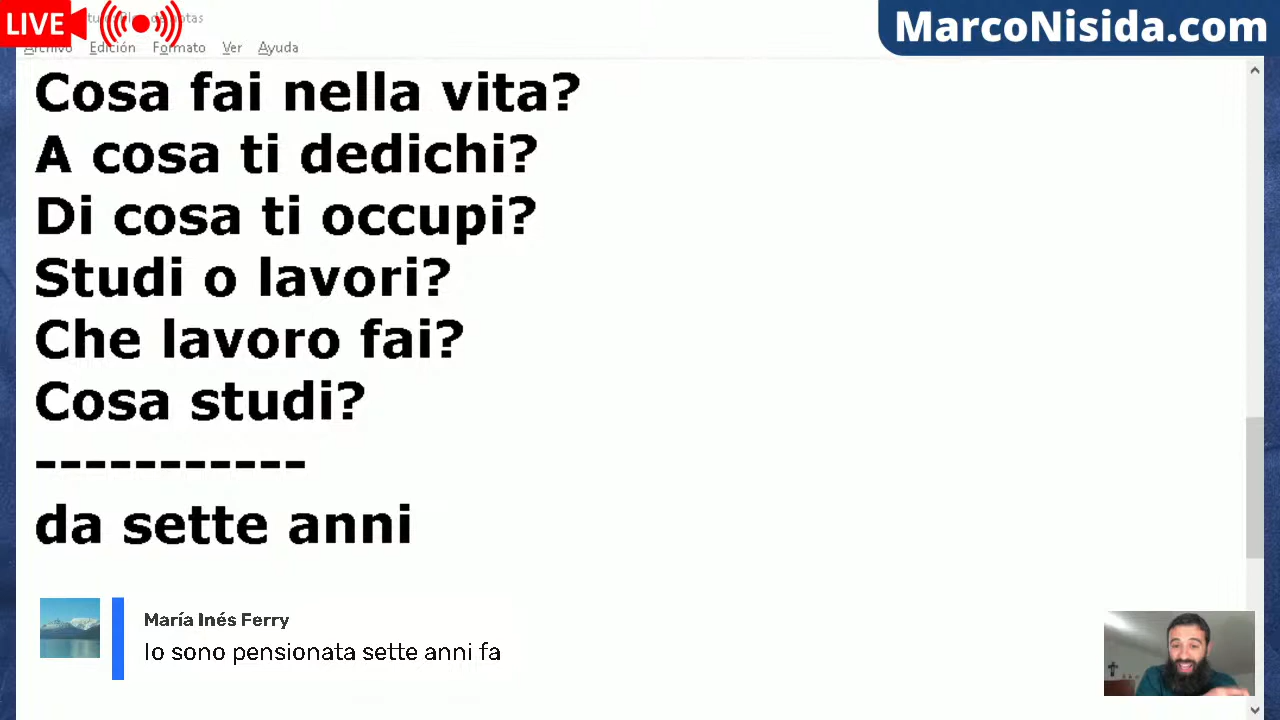 LIVE
MarcoNisida.com
Archivo Edición Formato Ver Ayuda
Cosa fai nella vita?
A cosa ti dedichi?
Di cosa ti occupi?
Studi o lavori?
Che lavoro fai?
Cosa studi?
-----------
da sette anni
María Inés Ferry
Io sono pensionata sette anni fa